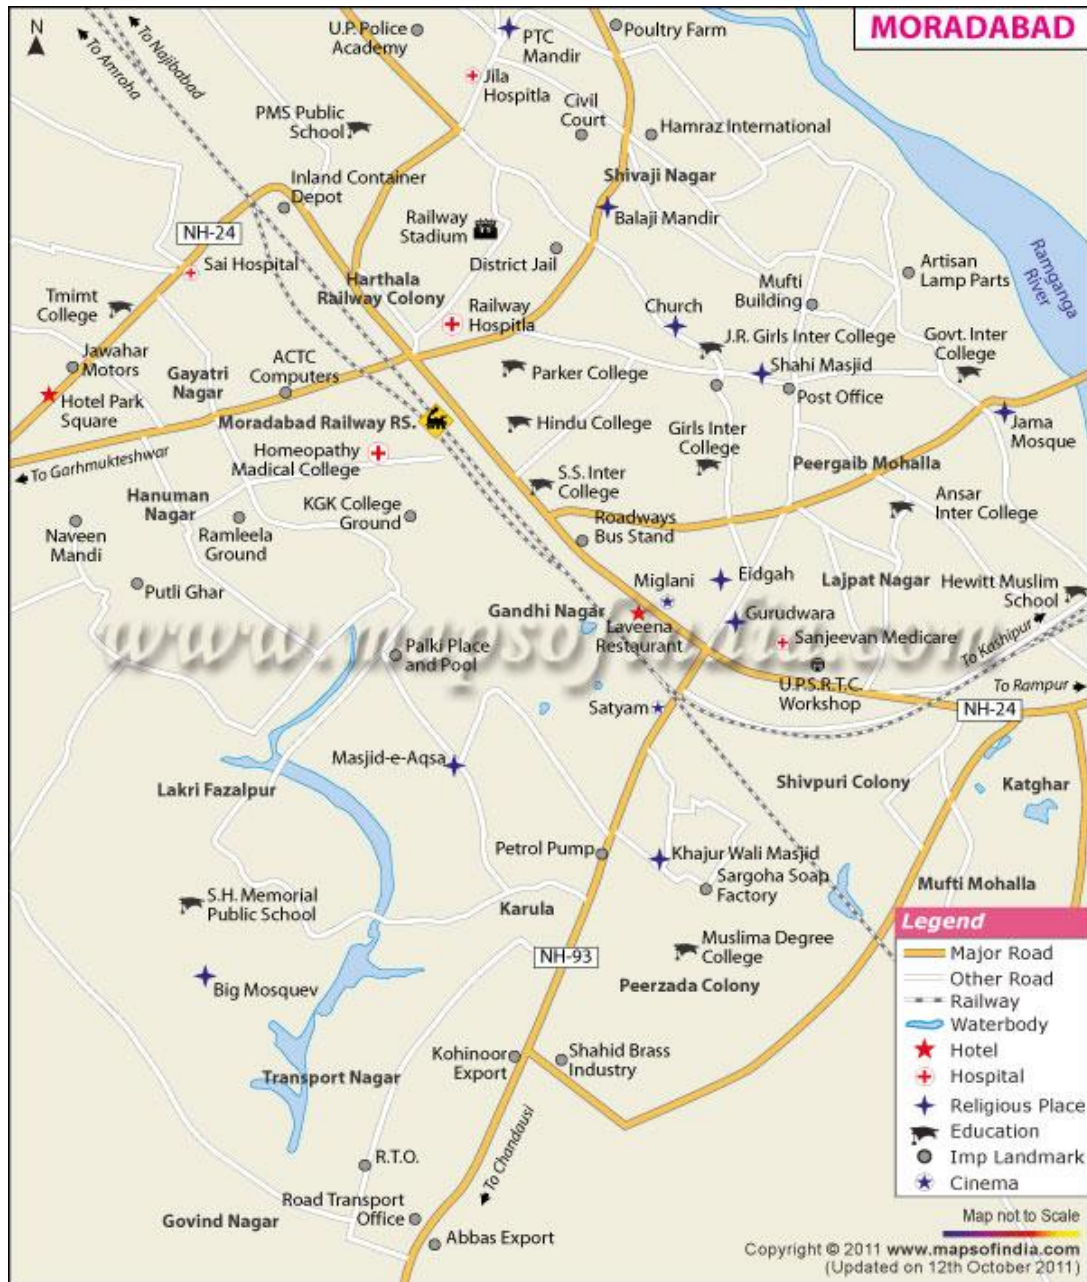 MORADABAD
N
To Amroha
To Najibabad
U.P. Police
Academy
PTC
Mandir
Poultry Farm
Jila
Hospitla
Civil
Court
Hamraz International
PMS Public
School
Inland Container
Depot
Shivaji Nagar
Railway
Stadium
Balaji Mandir
NH-24
Sai Hospital
District Jail
Artisan
Lamp Parts
Ramganga
River
Harthala
Railway Colony
Mufti
Building
Tmimt
College
Railway
Hospitla
Church
J.R. Girls Inter College
Govt. Inter
College
Jawahar
Motors
Gayatri
Nagar
ACTC
Computers
Parker College
Shahi Masjid
Post Office
Hotel Park
Square
Moradabad Railway RS.
Hindu College
Girls Inter
College
Jama
Mosque
To Garhmukteshwar
Homeopathy
Madical College
Peergaib Mohalla
Hanuman
Nagar
KGK College
Ground
S.S. Inter
College
Ansar
Inter College
Naveen
Mandi
Ramleela
Ground
Roadways
Bus Stand
Putli Ghar
Miglani
Eidgah
Lajpat Nagar
Hewitt Muslim
School
Gandhi Nagar
Gurudwara
www.mapsofindia.com
Laveena
Restaurant
Sanjeevan Medicare
To Kashipur
Palki Place
and Pool
U.P.S.R.T.C.
Workshop
To Rampur
NH-24
Satyam
Masjid-e-Aqsa
Lakri Fazalpur
Shivpuri Colony
Katghar
Petrol Pump
Khajur Wali Masjid
Sargoha Soap
Factory
Mufti Mohalla
S.H. Memorial
Public School
Karula
Muslima Degree
College
NH-93
Big Mosquev
Peerzada Colony
Kohinoor
Export
Shahid Brass
Industry
Transport Nagar
To Chandausi
R.T.O.
Road Transport
Office
Govind Nagar
Abbas Export
Legend
Major Road
Other Road
Railway
Waterbody
Hotel
Hospital
Religious Place
Education
Imp Landmark
Cinema
Map not to Scale
Copyright © 2011 www.mapsofindia.com
(Updated on 12th October 2011)